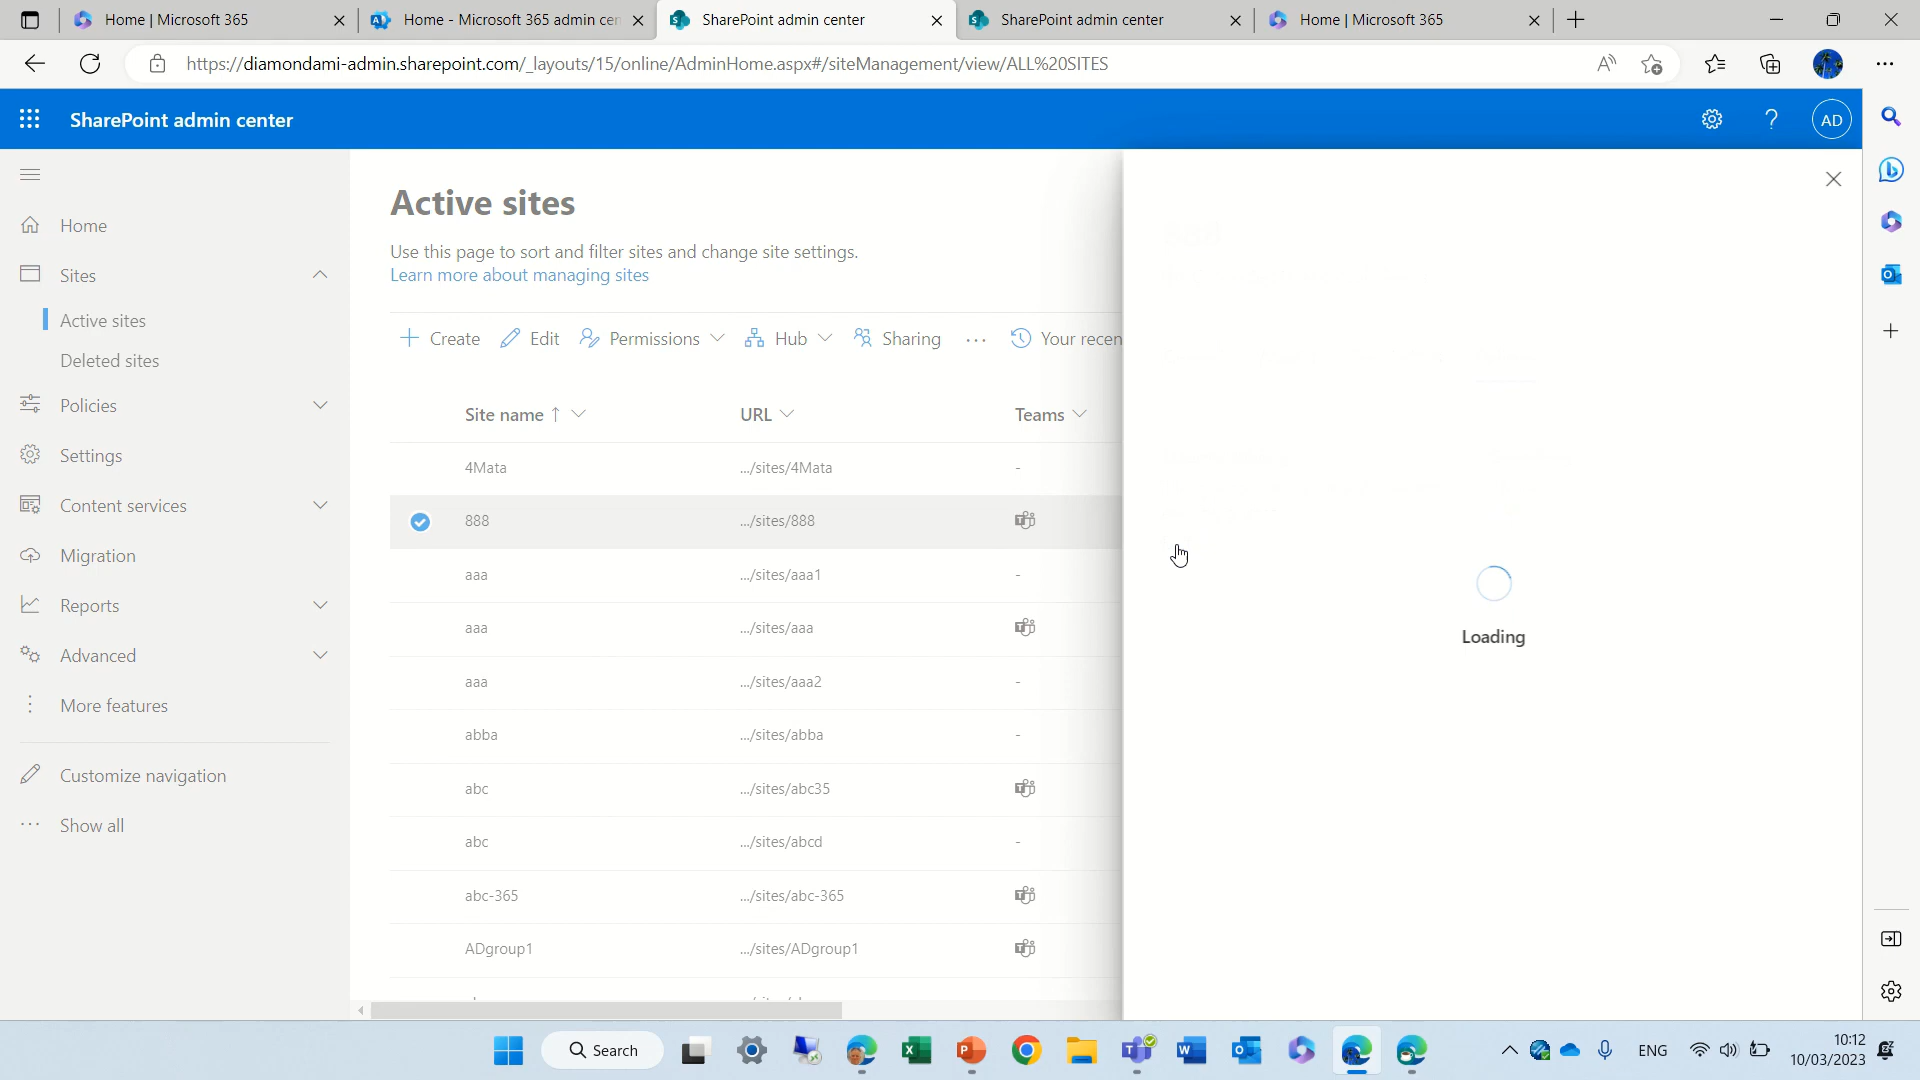 Home | Microsoft 365
Home - Microsoft 365 admin cen
SharePoint admin center
SharePoint admin center
Home | Microsoft 365
https://diamondami-admin.sharepoint.com/_layouts/15/online/AdminHome.aspx#/siteManagement/view/ALL%20SITES
SharePoint admin center
AD
Home
Sites
Active sites
Deleted sites
Policies
Settings
Content services
Migration
Reports
Advanced
More features
Customize navigation
Show all
Active sites
Use this page to sort and filter sites and change site settings.
Learn more about managing sites
Create Edit Permissions Hub Sharing Your recen
Site name URL Teams
4Mata .../sites/4Mata -
888 .../sites/888
aaa .../sites/aaa1 -
aaa .../sites/aaa
aaa .../sites/aaa2 -
abba .../sites/abba -
abc .../sites/abc35
abc .../sites/abcd -
abc-365 .../sites/abc-365
ADgroup1 .../sites/ADgroup1
Loading
Search
ENG
10:12
10/03/2023